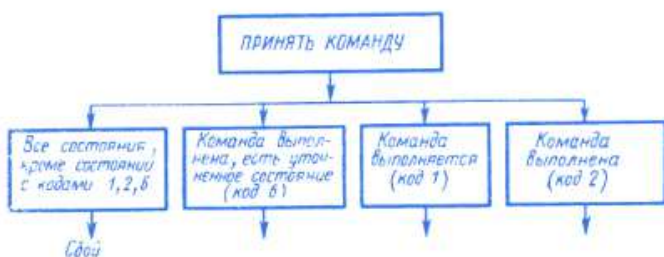 ПРИНЯТЬ КОМАНДУ
Все состояния,
кроме состояний
с кодами 1, 2, 6
Команда выпол-
нена, есть уточ-
ненное состояние
(код 6)
Команда
выполняется
(код 1)
Команда
выполнена
(код 2)
Сбой